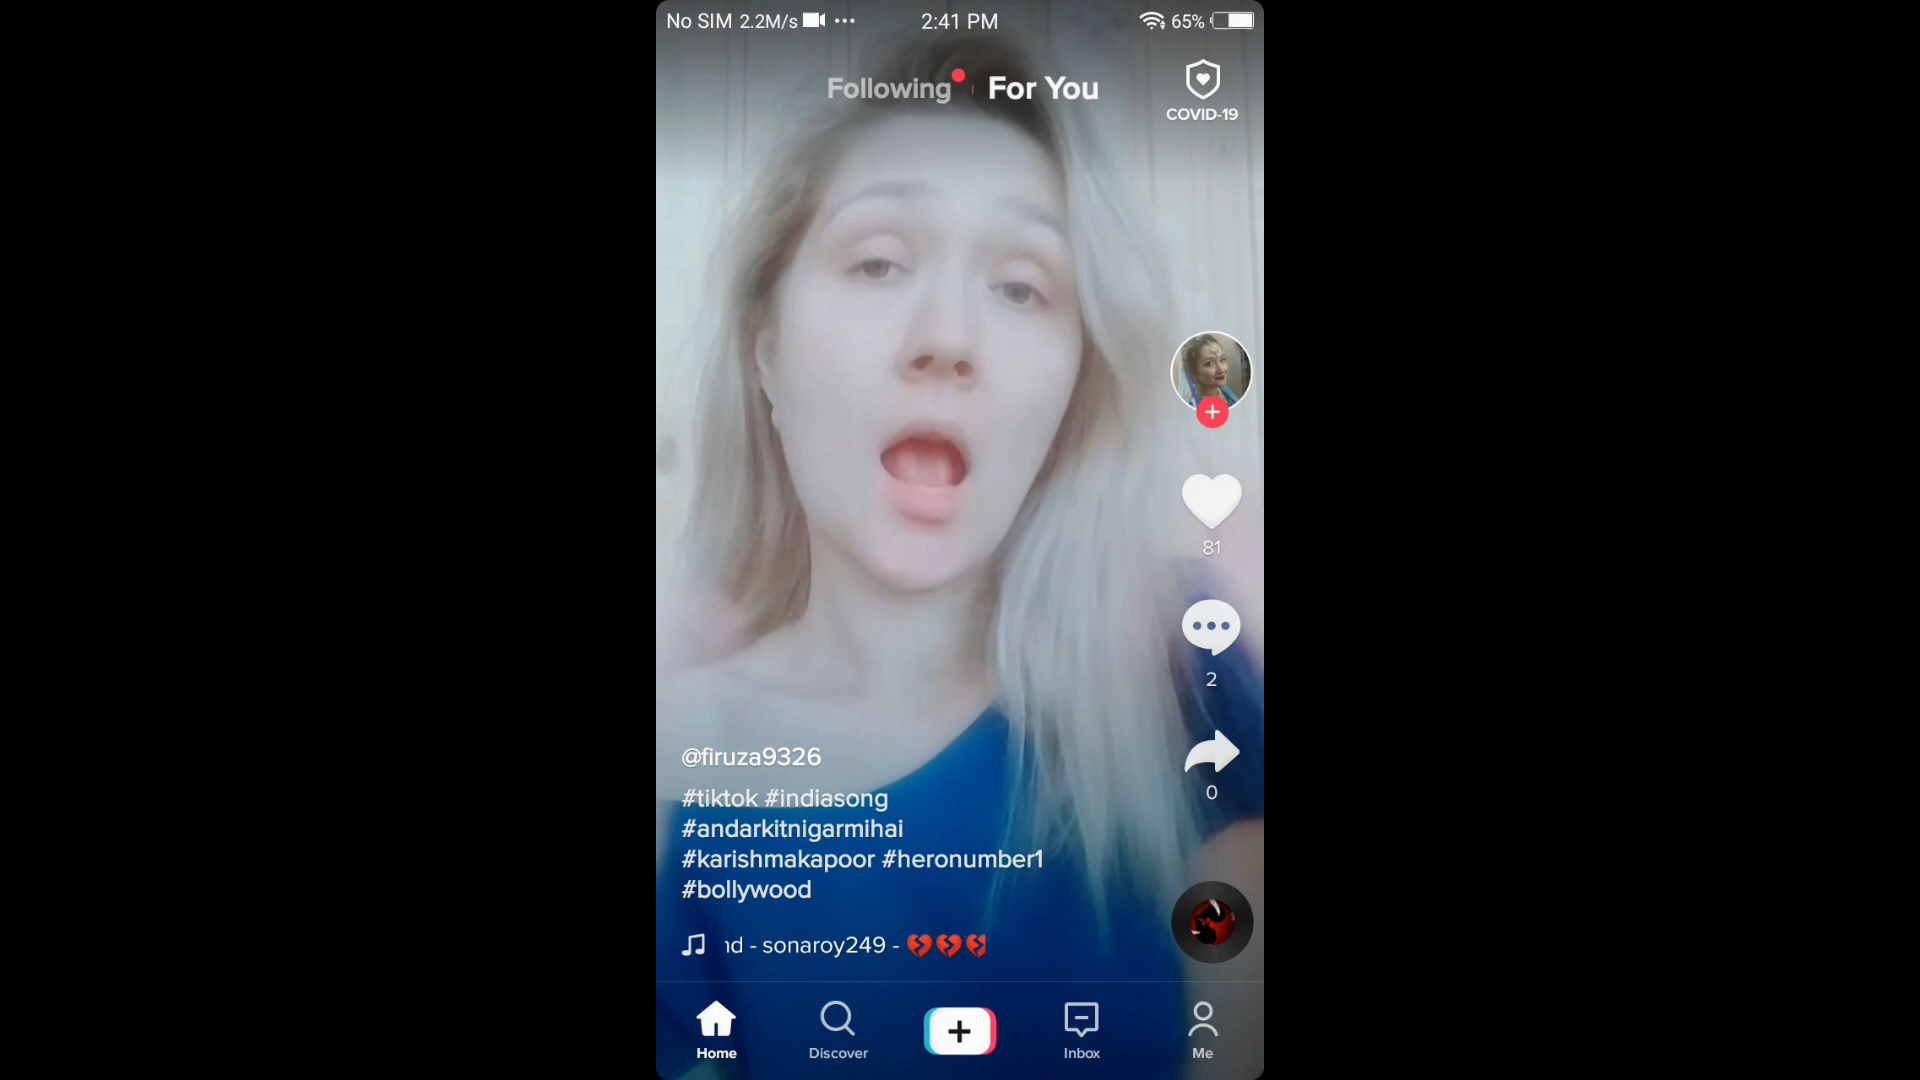 No SIM 2.2M/s 2:41 PM 65%
Following For You
COVID-19
81
2
0
@firuza9326
#tiktok #indiasong
#andarkitnigarmihai
#karishmakapoor #heronumber1
#bollywood
nd - sonaroy249 - 💔💔💔
Home Discover Inbox Me